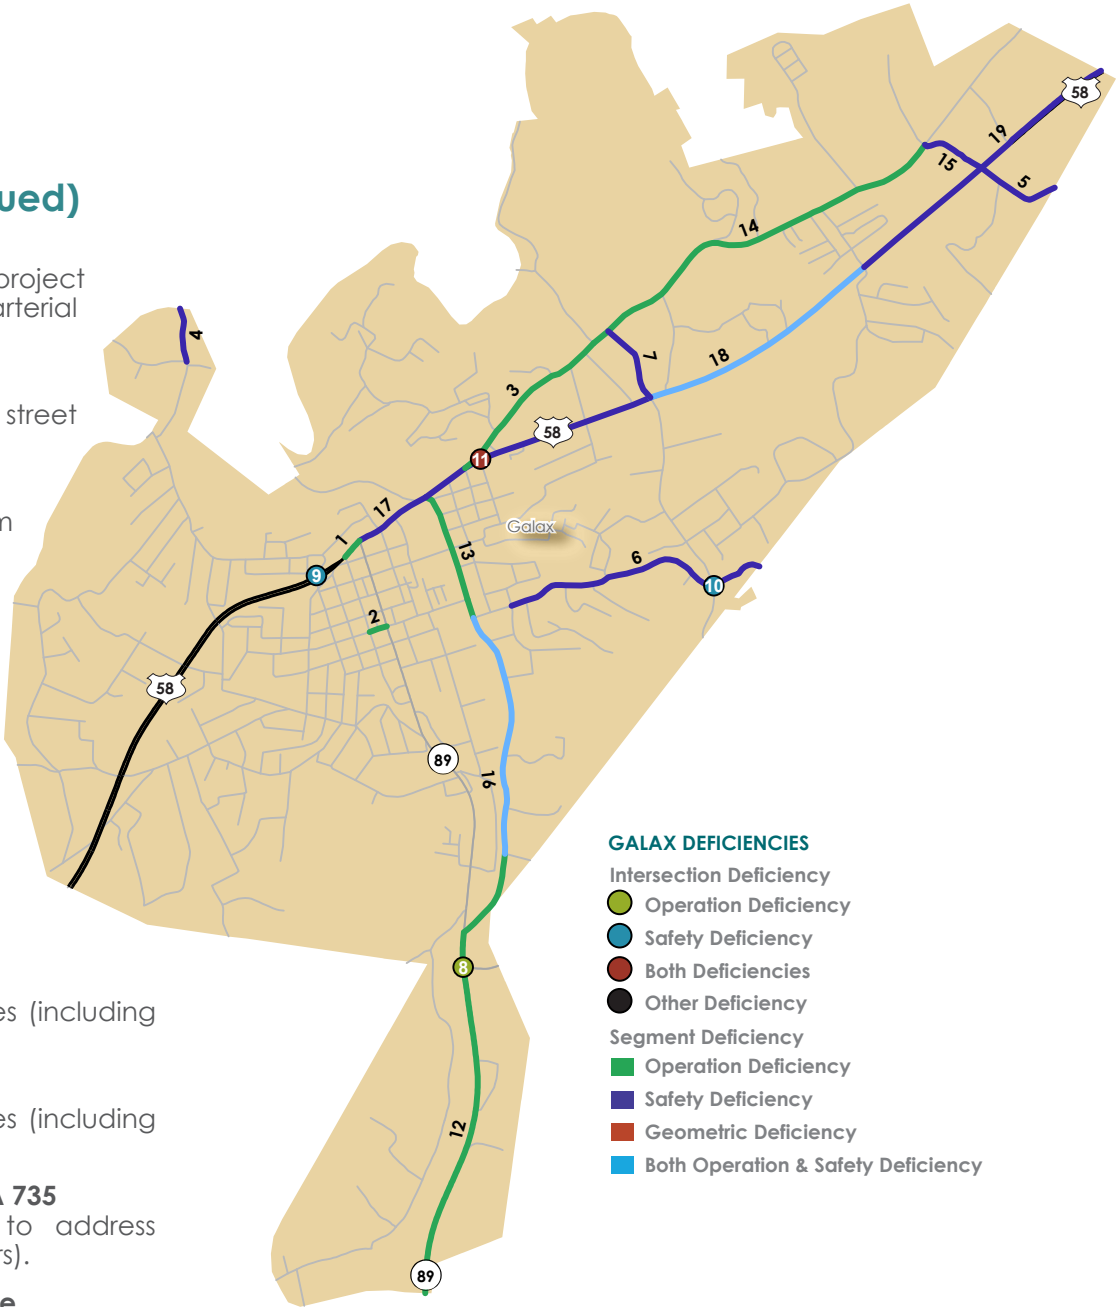 ued)
project
arterial
street
m
es (including
es (including
A 735
to address
rs).
e
58
19
15
5
14
4
7
18
3
58
11
17
Galax
1
13
6
9
10
2
58
89
16
8
12
89
GALAX DEFICIENCIES
Intersection Deficiency
Operation Deficiency
Safety Deficiency
Both Deficiencies
Other Deficiency
Segment Deficiency
Operation Deficiency
Safety Deficiency
Geometric Deficiency
Both Operation & Safety Deficiency